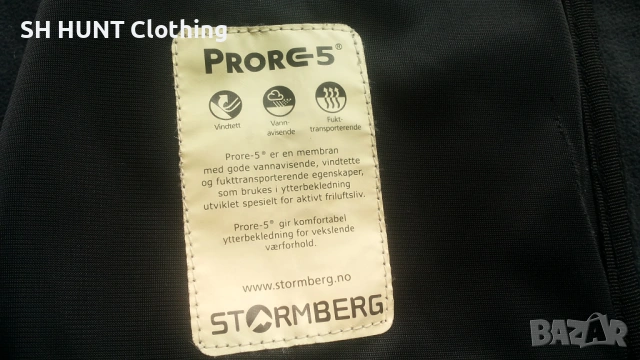 SH HUNT Clothing
PRORE-5®
Vindtett
Vann-
avisende
Fukt-
transporterende
Prore-5® er en membran
med gode vannavisende, vindtette
og fukttransporterende egenskaper,
som brukes i ytterbekledning
utviklet spesielt for aktivt friluftsliv.
Prore-5® gir komfortabel
ytterbekledning for vekslende
værforhold.
www.stormberg.no
STORMBERG
BAZAR